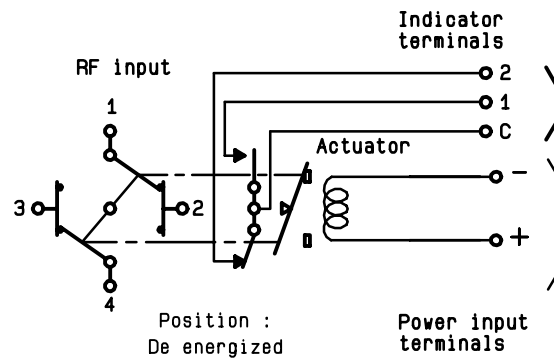 Indicator
terminals
RF input
2
1
1
C
Actuator
-
3
2
+
4
Position :
De energized
Power input
terminals